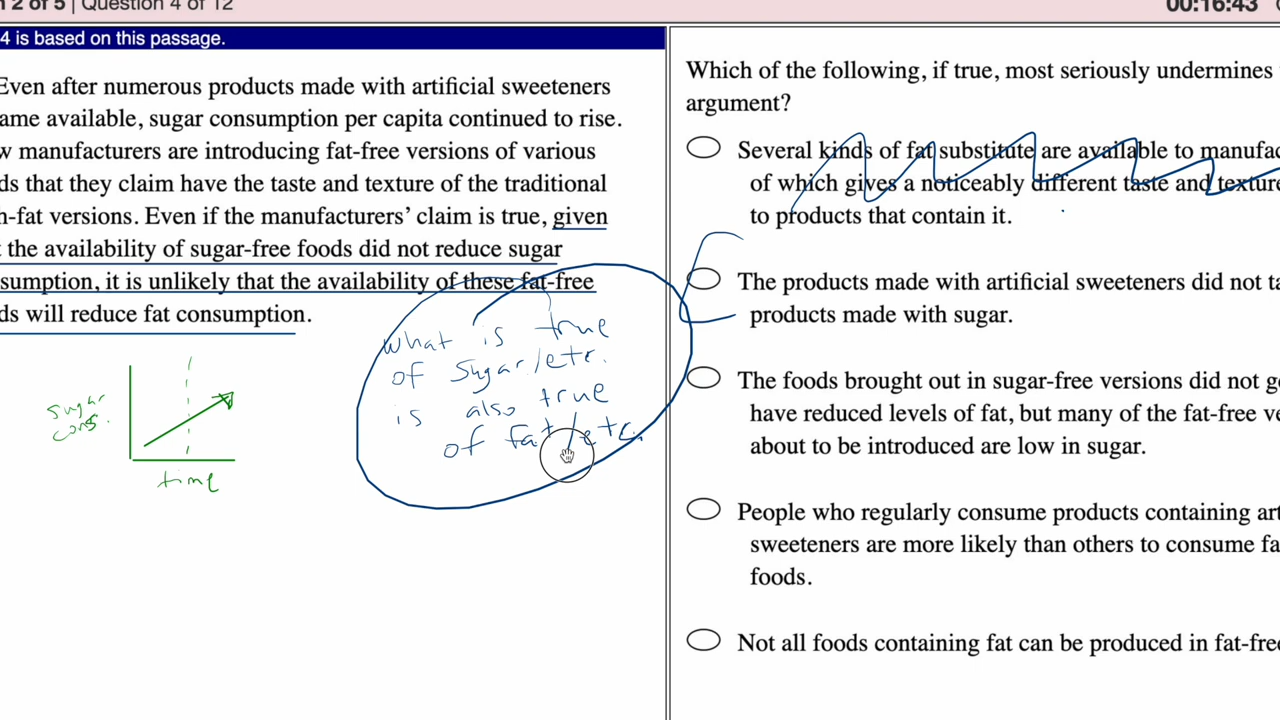 2 of 5 | Question 4 of 12
00:16:43
4 is based on this passage.
Even after numerous products made with artificial sweeteners
ame available, sugar consumption per capita continued to rise.
w manufacturers are introducing fat-free versions of various
ds that they claim have the taste and texture of the traditional
h-fat versions. Even if the manufacturers' claim is true, given
t the availability of sugar-free foods did not reduce sugar
sumption, it is unlikely that the availability of these fat-free
ds will reduce fat consumption.
what is true
of sugar/etc.
is also true
of fat/etc.
sugar
cons.
time
Which of the following, if true, most seriously undermines
argument?
Several kinds of fat substitute are available to manufac
of which gives a noticeably different taste and texture
to products that contain it.
The products made with artificial sweeteners did not ta
products made with sugar.
The foods brought out in sugar-free versions did not g
have reduced levels of fat, but many of the fat-free ve
about to be introduced are low in sugar.
People who regularly consume products containing art
sweeteners are more likely than others to consume fa
foods.
Not all foods containing fat can be produced in fat-free